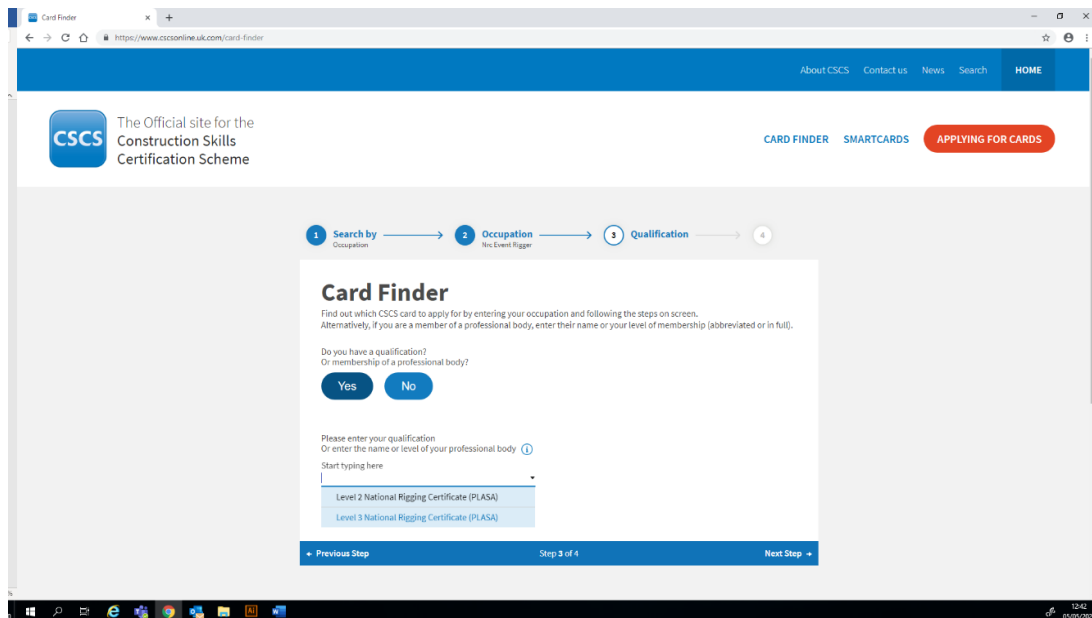 Card Finder
https://www.cscsonline.uk.com/card-finder
About CSCS Contact us News Search HOME
CSCS
The Official site for the
Construction Skills
Certification Scheme
CARD FINDER SMARTCARDS APPLYING FOR CARDS
1 Search by 2 Occupation 3 Qualification 4
Occupation Nrc Event Rigger
Card Finder
Find out which CSCS card to apply for by entering your occupation and following the steps on screen.
Alternatively, if you are a member of a professional body, enter their name or your level of membership (abbreviated or in full).
Do you have a qualification?
Or membership of a professional body?
Yes No
Please enter your qualification
Or enter the name or level of your professional body i
Start typing here
Level 2 National Rigging Certificate (PLASA)
Level 3 National Rigging Certificate (PLASA)
Previous Step Step 3 of 4 Next Step
Ai
12:42